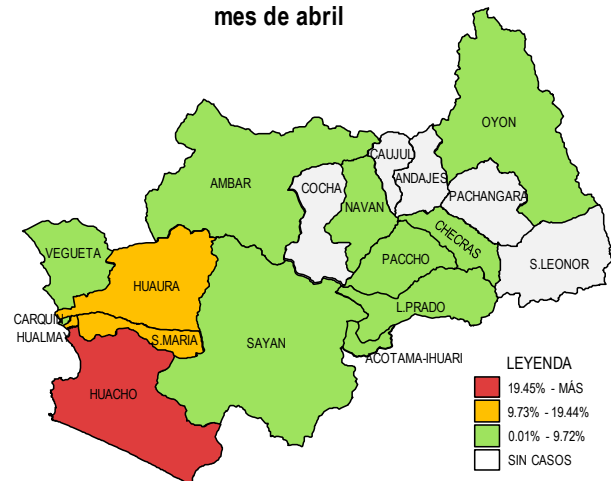 mes de abril
OYON
CAUJUL
ANDAJES
AMBAR
COCHA
NAVAN
PACHANGARA
CHECRAS
VEGUETA
PACCHO
S.LEONOR
HUAURA
L.PRADO
CARQUIN
HUALMA
S.MARIA
SAYAN
ACOTAMA-IHUARI
HUACHO
LEYENDA
19.45% - MÁS
9.73% - 19.44%
0.01% - 9.72%
SIN CASOS